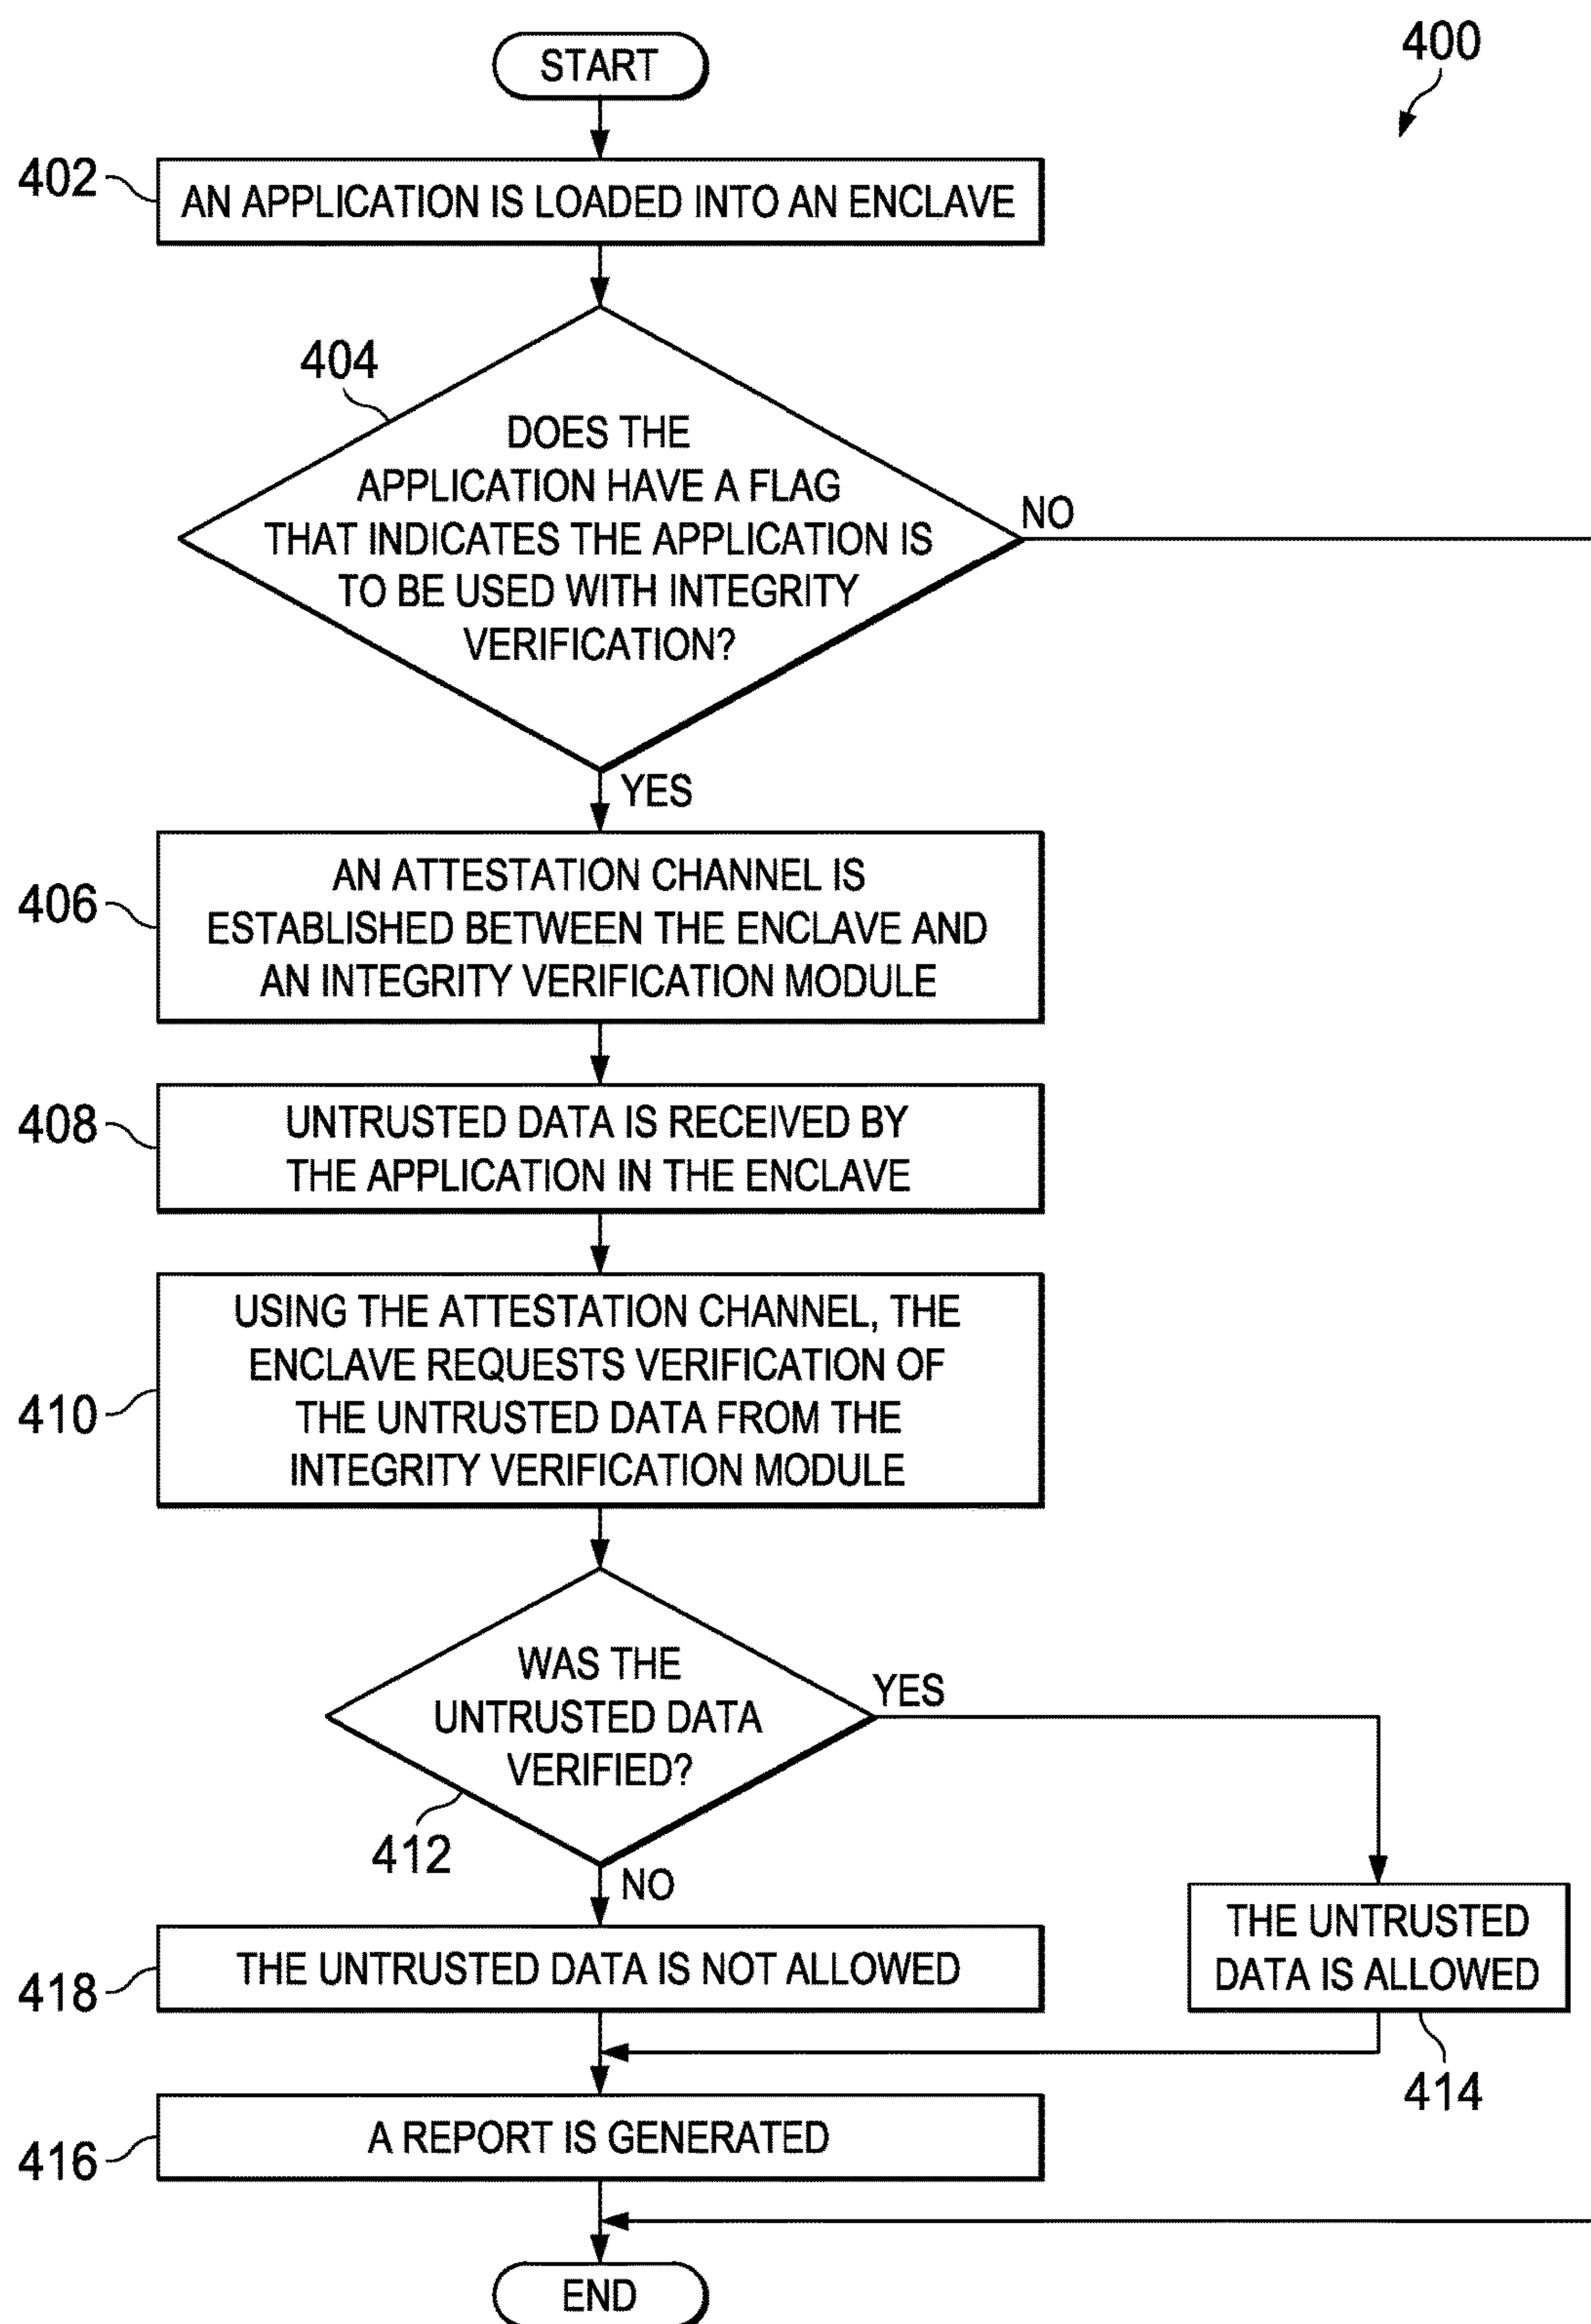 START
400
402
AN APPLICATION IS LOADED INTO AN ENCLAVE
404
DOES THE
APPLICATION HAVE A FLAG
THAT INDICATES THE APPLICATION IS
TO BE USED WITH INTEGRITY
VERIFICATION?
NO
YES
406
AN ATTESTATION CHANNEL IS
ESTABLISHED BETWEEN THE ENCLAVE AND
AN INTEGRITY VERIFICATION MODULE
408
UNTRUSTED DATA IS RECEIVED BY
THE APPLICATION IN THE ENCLAVE
410
USING THE ATTESTATION CHANNEL, THE
ENCLAVE REQUESTS VERIFICATION OF
THE UNTRUSTED DATA FROM THE
INTEGRITY VERIFICATION MODULE
WAS THE
UNTRUSTED DATA
VERIFIED?
YES
412
NO
418
THE UNTRUSTED DATA IS NOT ALLOWED
THE UNTRUSTED
DATA IS ALLOWED
414
416
A REPORT IS GENERATED
END